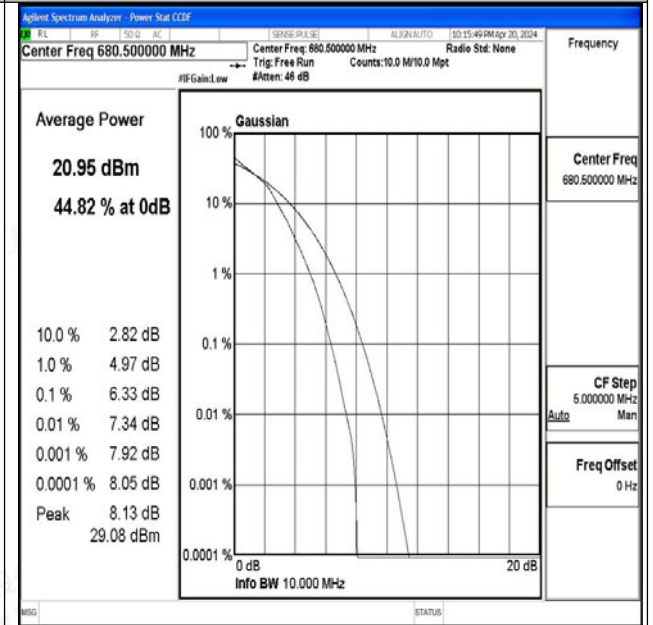 Agilent Spectrum Analyzer - Power Stat CCDF
RL RF 50 Ω AC SENSE:PULSE ALIGN AUTO 10:15:49 PM Apr 20, 2024
Center Freq 680.500000 MHz
Center Freq: 680.500000 MHz Radio Std: None
Trig: Free Run Counts:10.0 M/10.0 Mpt
#IFGain:Low #Atten: 46 dB
Frequency
Average Power
20.95 dBm
44.82 % at 0dB
10.0 % 2.82 dB
1.0 % 4.97 dB
0.1 % 6.33 dB
0.01 % 7.34 dB
0.001 % 7.92 dB
0.0001 % 8.05 dB
Peak 8.13 dB
29.08 dBm
Gaussian
100 %
10 %
1 %
0.1 %
0.01 %
0.001 %
0.0001 %
0 dB 20 dB
Info BW 10.000 MHz
Center Freq
680.500000 MHz
CF Step
5.000000 MHz
Auto Man
Freq Offset
0 Hz
MSG STATUS